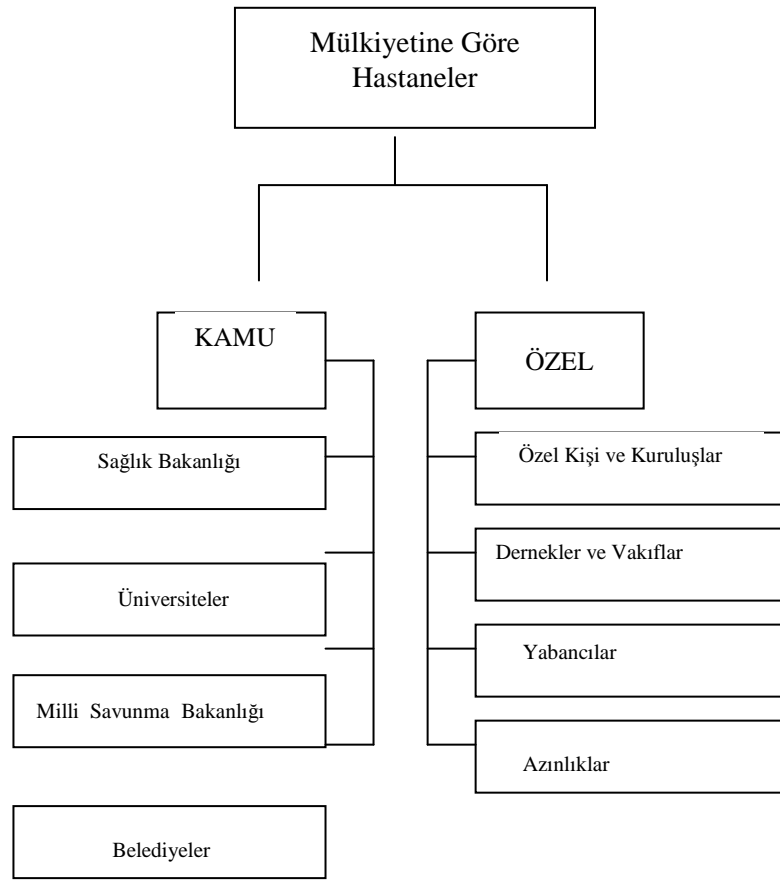 Mülkiyetine Göre
Hastaneler
KAMU
Sağlık Bakanlığı
Üniversiteler
Milli Savunma Bakanlığı
Belediyeler
ÖZEL
Özel Kişi ve Kuruluşlar
Dernekler ve Vakıflar
Yabancılar
Azınlıklar